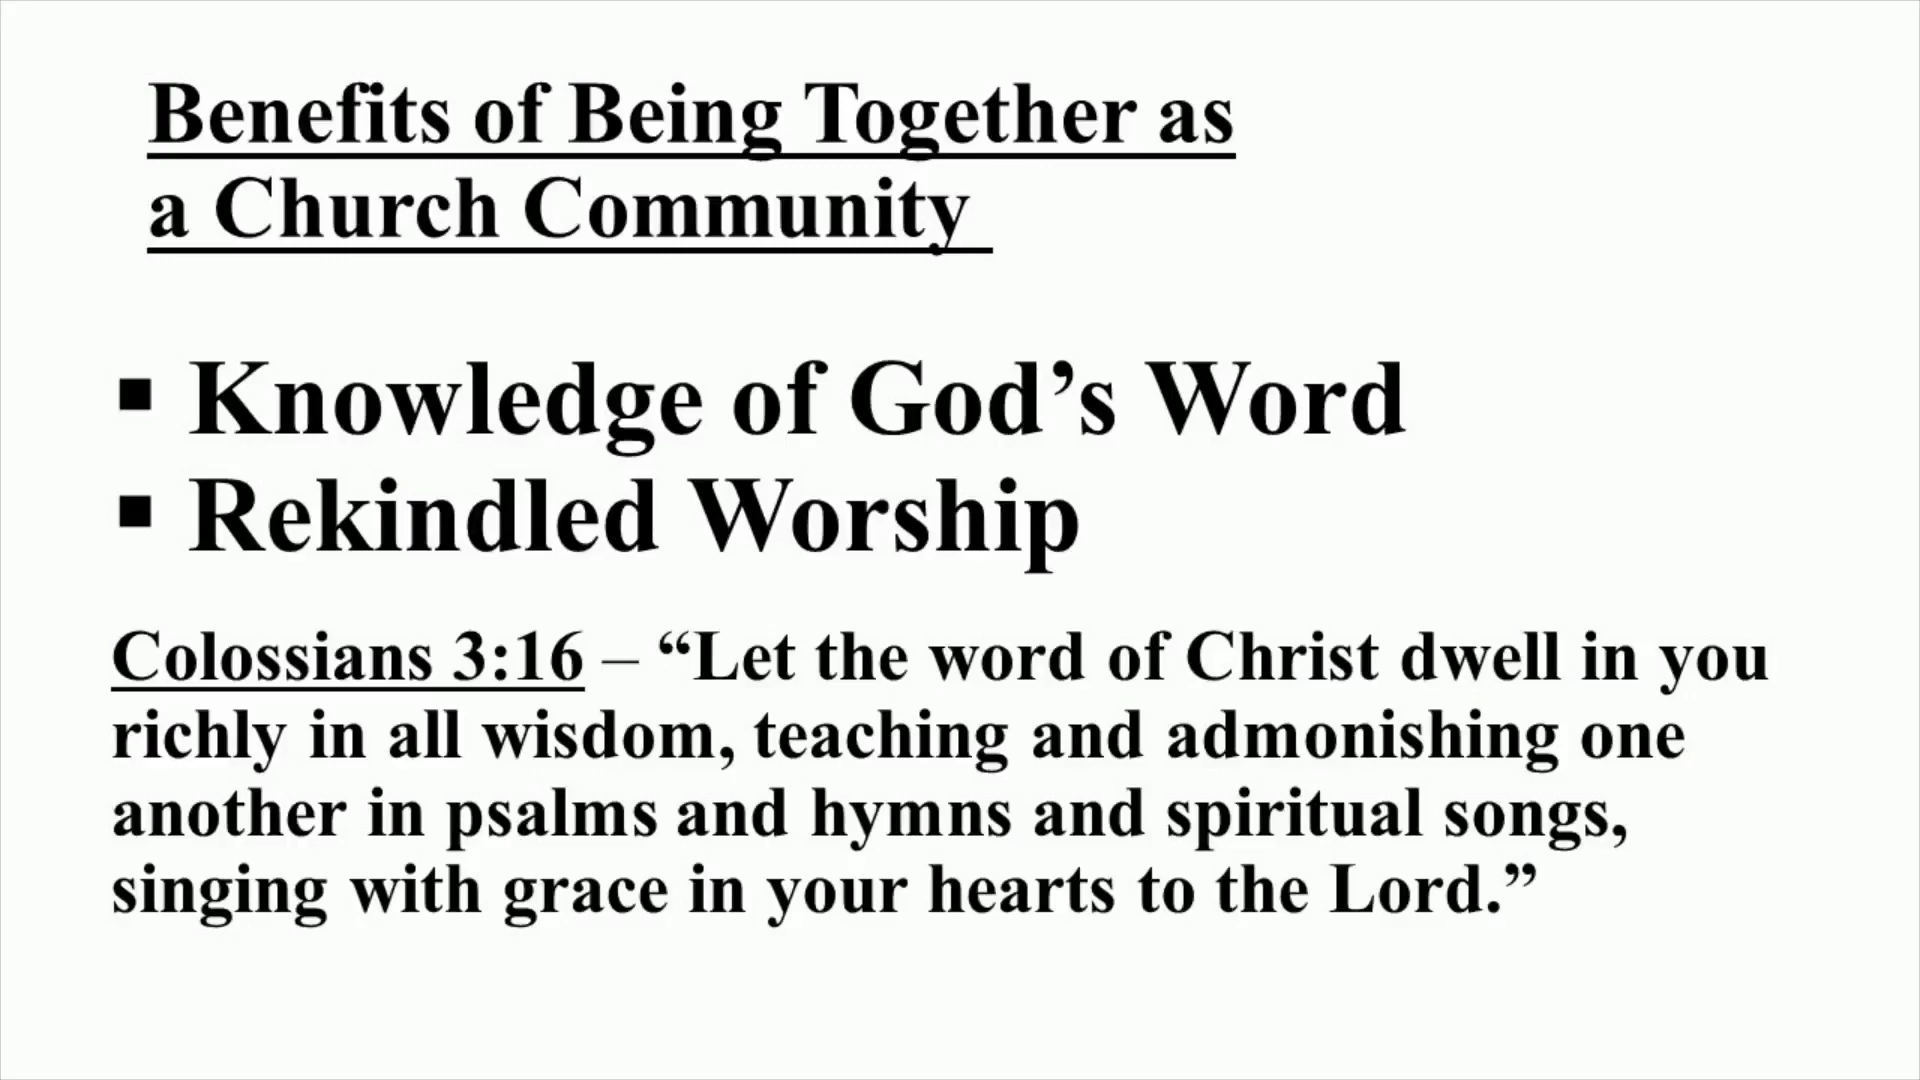 Benefits of Being Together as
a Church Community
▪ Knowledge of God’s Word
▪ Rekindled Worship
Colossians 3:16 – “Let the word of Christ dwell in you
richly in all wisdom, teaching and admonishing one
another in psalms and hymns and spiritual songs,
singing with grace in your hearts to the Lord.”